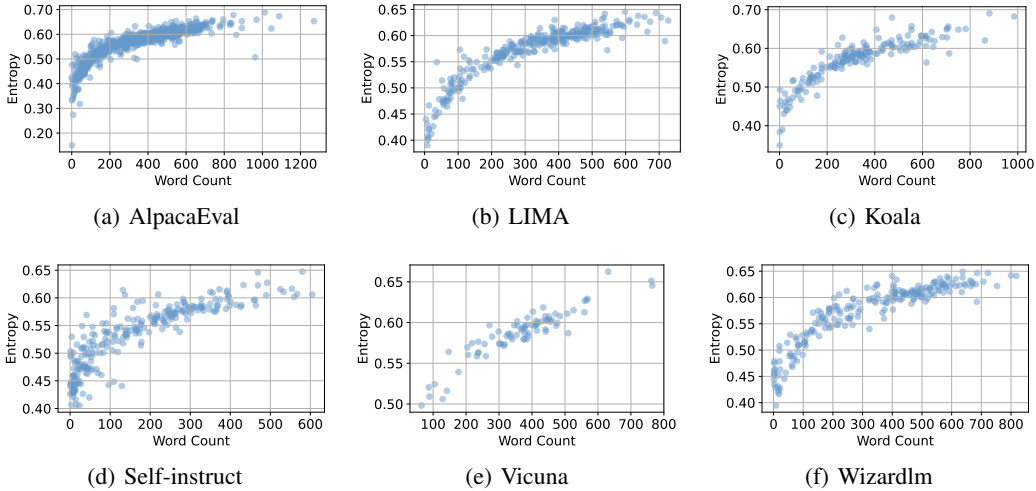 0.70
0.60
0.50
0.40
0.30
0.20
Entropy
0 200 400 600 800 1000 1200
Word Count
(a) AlpacaEval
0.65
0.60
0.55
0.50
0.45
0.40
Entropy
0 100 200 300 400 500 600 700
Word Count
(b) LIMA
0.70
0.60
0.50
0.40
Entropy
0 200 400 600 800 1000
Word Count
(c) Koala
0.65
0.60
0.55
0.50
0.45
0.40
Entropy
0 100 200 300 400 500 600
Word Count
(d) Self-instruct
0.65
0.60
0.55
0.50
Entropy
100 200 300 400 500 600 700 800
Word Count
(e) Vicuna
0.65
0.60
0.55
0.50
0.45
0.40
Entropy
0 100 200 300 400 500 600 700 800
Word Count
(f) Wizardlm